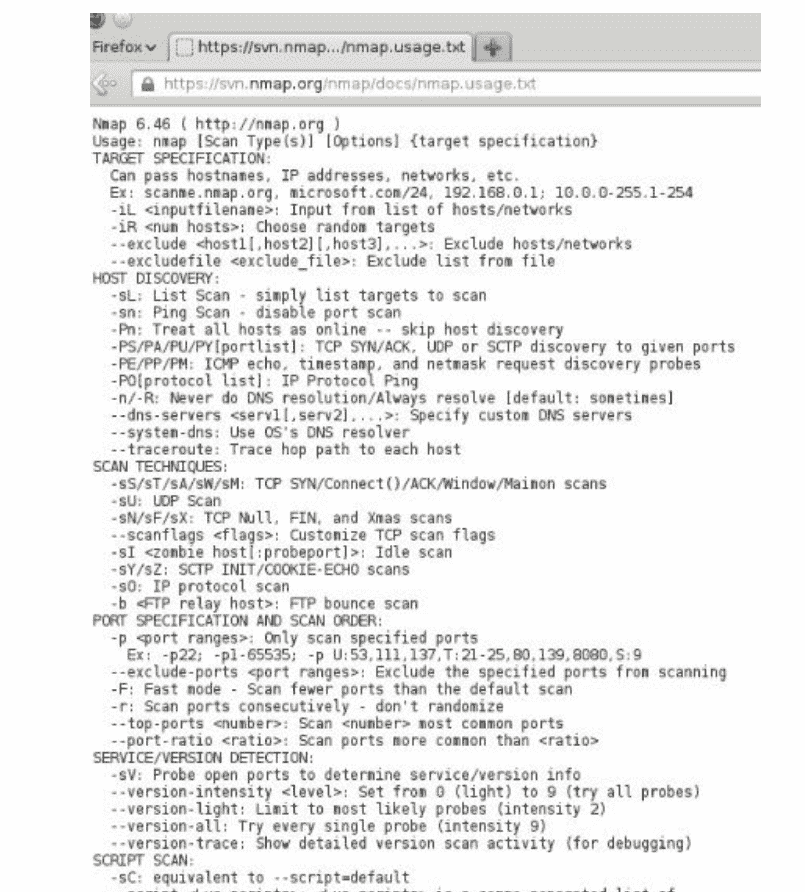 Firefox
https://svn.nmap.../nmap.usage.txt
https://svn.nmap.org/nmap/docs/nmap.usage.txt
Nmap 6.46 ( http://nmap.org )
Usage: nmap [Scan Type(s)] [Options] {target specification}
TARGET SPECIFICATION:
Can pass hostnames, IP addresses, networks, etc.
Ex: scanme.nmap.org, microsoft.com/24, 192.168.0.1; 10.0.0-255.1-254
-iL <inputfilename>: Input from list of hosts/networks
-iR <num hosts>: Choose random targets
--exclude <host1[,host2][,host3],...>: Exclude hosts/networks
--excludefile <exclude_file>: Exclude list from file
HOST DISCOVERY:
-sL: List Scan - simply list targets to scan
-sn: Ping Scan - disable port scan
-Pn: Treat all hosts as online -- skip host discovery
-PS/PA/PU/PY[portlist]: TCP SYN/ACK, UDP or SCTP discovery to given ports
-PE/PP/PM: ICMP echo, timestamp, and netmask request discovery probes
-PO[protocol list]: IP Protocol Ping
-n/-R: Never do DNS resolution/Always resolve [default: sometimes]
--dns-servers <serv1[,serv2],...>: Specify custom DNS servers
--system-dns: Use OS's DNS resolver
--traceroute: Trace hop path to each host
SCAN TECHNIQUES:
-sS/sT/sA/sW/sM: TCP SYN/Connect()/ACK/Window/Maimon scans
-sU: UDP Scan
-sN/sF/sX: TCP Null, FIN, and Xmas scans
--scanflags <flags>: Customize TCP scan flags
-sI <zombie host[:probeport]>: Idle scan
-sY/sZ: SCTP INIT/COOKIE-ECHO scans
-sO: IP protocol scan
-b <FTP relay host>: FTP bounce scan
PORT SPECIFICATION AND SCAN ORDER:
-p <port ranges>: Only scan specified ports
Ex: -p22; -p1-65535; -p U:53,111,137,T:21-25,80,139,8080,S:9
--exclude-ports <port ranges>: Exclude the specified ports from scanning
-F: Fast mode - Scan fewer ports than the default scan
-r: Scan ports consecutively - don't randomize
--top-ports <number>: Scan <number> most common ports
--port-ratio <ratio>: Scan ports more common than <ratio>
SERVICE/VERSION DETECTION:
-sV: Probe open ports to determine service/version info
--version-intensity <level>: Set from 0 (light) to 9 (try all probes)
--version-light: Limit to most likely probes (intensity 2)
--version-all: Try every single probe (intensity 9)
--version-trace: Show detailed version scan activity (for debugging)
SCRIPT SCAN:
-sC: equivalent to --script=default